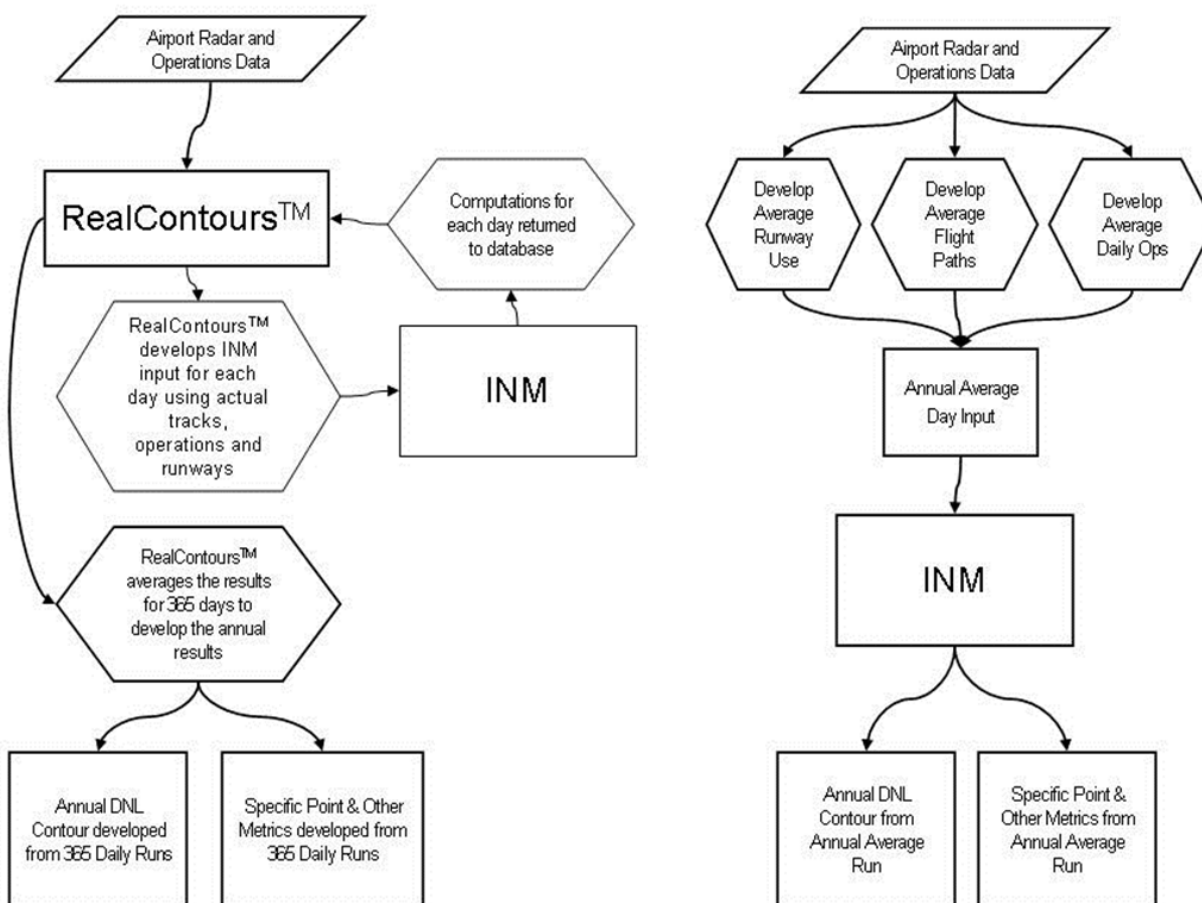 Airport Radar and
Operations Data
RealContours™
Computations for
each day returned
to database
RealContours™
develops INM
input for each
day using actual
tracks,
operations and
runways
INM
RealContours™
averages the results
for 365 days to
develop the annual
results
Annual DNL
Contour developed
from 365 Daily Runs
Specific Point & Other
Metrics developed from
365 Daily Runs
Airport Radar and
Operations Data
Develop
Average
Runway
Use
Develop
Average
Flight
Paths
Develop
Average
Daily Ops
Annual Average
Day Input
INM
Annual DNL
Contour from
Annual Average
Run
Specific Point &
Other Metrics from
Annual Average
Run